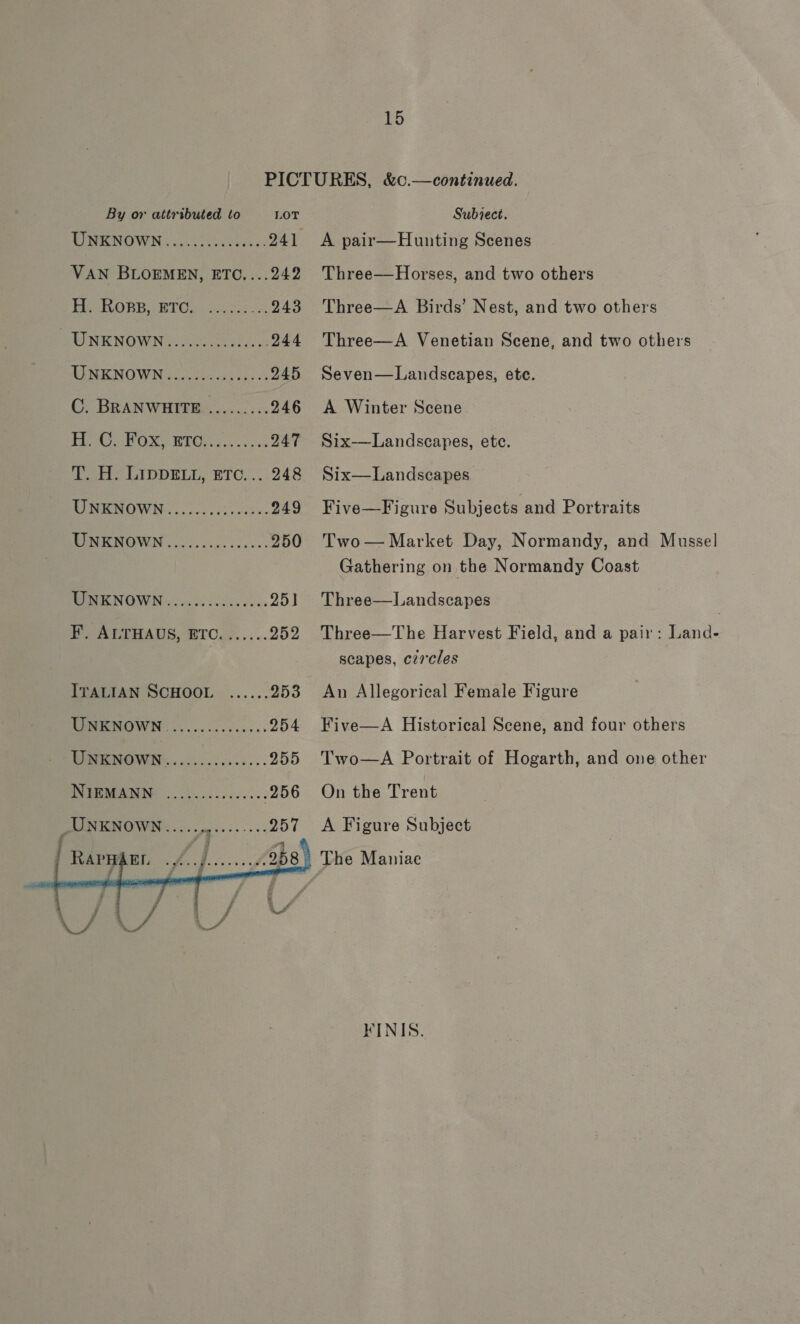 15
PICTURES, &c.—continued.
By or attributed to LOT Subject.
UNKNOWN ............... 241 A pair—Hunting Scenes
VAN BLOEMEN, ETC. ...242 Three—Horses, and two others
H. ROBB, ETC. ......... 243 Three—A Birds' Nest, and two others
UNKNOWN ............... 244 Three—A Venetian Scene, and two others
UNKNOWN ............... 245 Seven—Landscapes, etc.
C. BRANWHITE ......... 246 A Winter Scene
H. C. FOX, ETC.......... 247 Six—Landscapes, etc.
T. H. LIPPELL, ETC... 248 Six—Landscapes
UNKNOWN ............... 249 Five—Figure Subjects and Portraits
UNKNOWN ............... 250 Two—Market Day, Normandy, and Mussel
Gathering on the Normandy Coast
UNKNOWN ............... 251 Three—Landscapes
F. ALTHAUS, ETC. ...... 252 Three—The Harvest Field, and a pair: Land-
scapes, circles
ITALIAN SCHOOL ...... 253 An Allegorical Female Figure
UNKNOWN ............... 254 Five—A Historical Scene, and four others
UNKNOWN ............... 255 Two—A Portrait of Hogarth, and one other
NIEMANN ............... 256 On the Trent
UNKNOWN ............... 257 A Figure Subject
RAPHAEL ............... 258 The Maniac
FINIS.